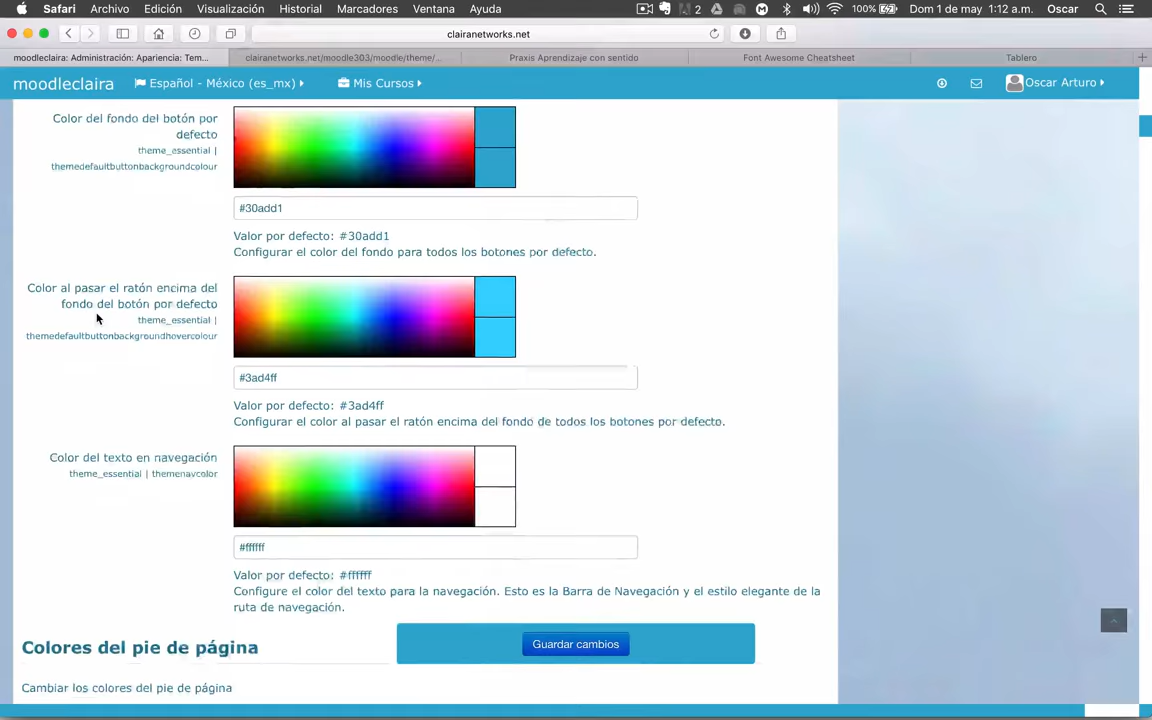 Safari Archivo Edición Visualización Historial Marcadores Ventana Ayuda 2 100% Dom 1 de may 1:12 a.m. Oscar
clairanetworks.net
moodleclaira: Administración: Apariencia: Tem... clairanetworks.net/moodle303/moodle/theme/... Praxis Aprendizaje con sentido Font Awesome Cheatsheet Tablero
moodleclaira Español - México (es_mx) Mis Cursos Oscar Arturo
Color del fondo del botón por
defecto
theme_essential |
themedefaultbuttonbackgroundcolour
#30add1
Valor por defecto: #30add1
Configurar el color del fondo para todos los botones por defecto.
Color al pasar el ratón encima del
fondo del botón por defecto
theme_essential |
themedefaultbuttonbackgroundhovercolour
#3ad4ff
Valor por defecto: #3ad4ff
Configurar el color al pasar el ratón encima del fondo de todos los botones por defecto.
Color del texto en navegación
theme_essential | themenavcolor
#ffffff
Valor por defecto: #ffffff
Configure el color del texto para la navegación. Esto es la Barra de Navegación y el estilo elegante de la
ruta de navegación.
Colores del pie de página
Guardar cambios
Cambiar los colores del pie de página